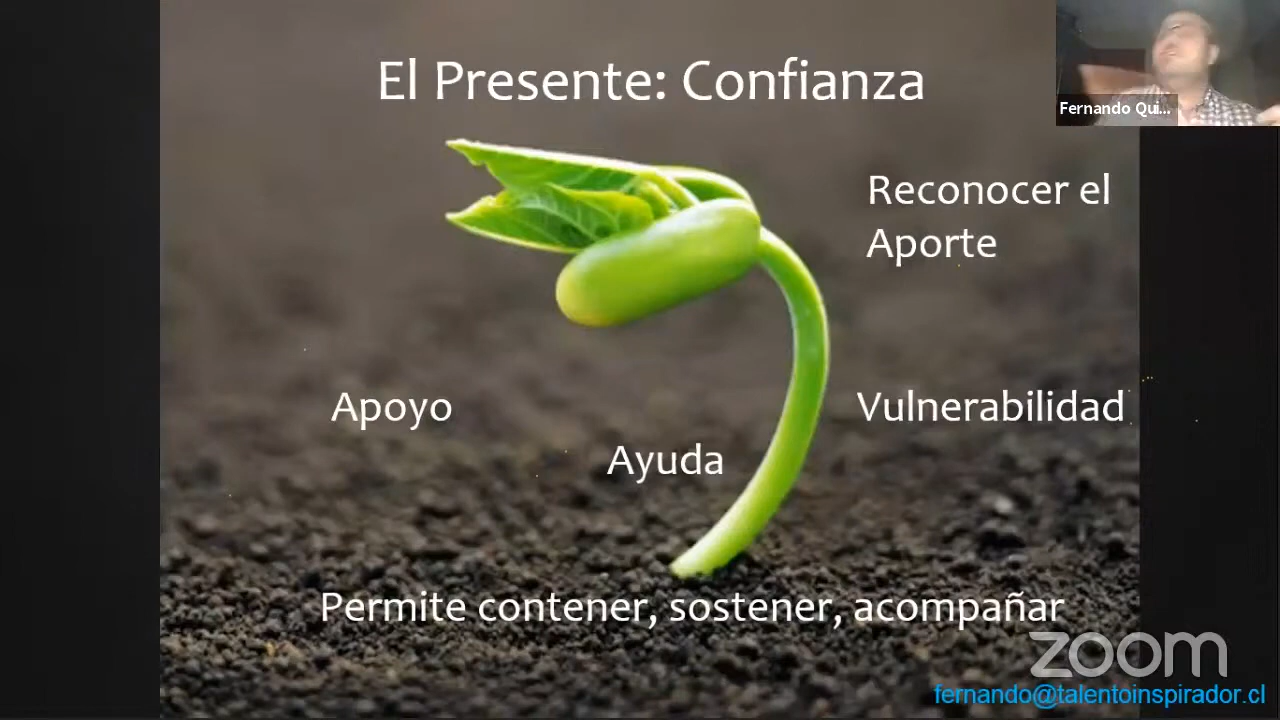 El Presente: Confianza
Fernando Qui...
Reconocer el
Aporte
Apoyo
Vulnerabilidad
Ayuda
Permite contener, sostener, acompañar
zoom
fernando@talentoinspirador.cl